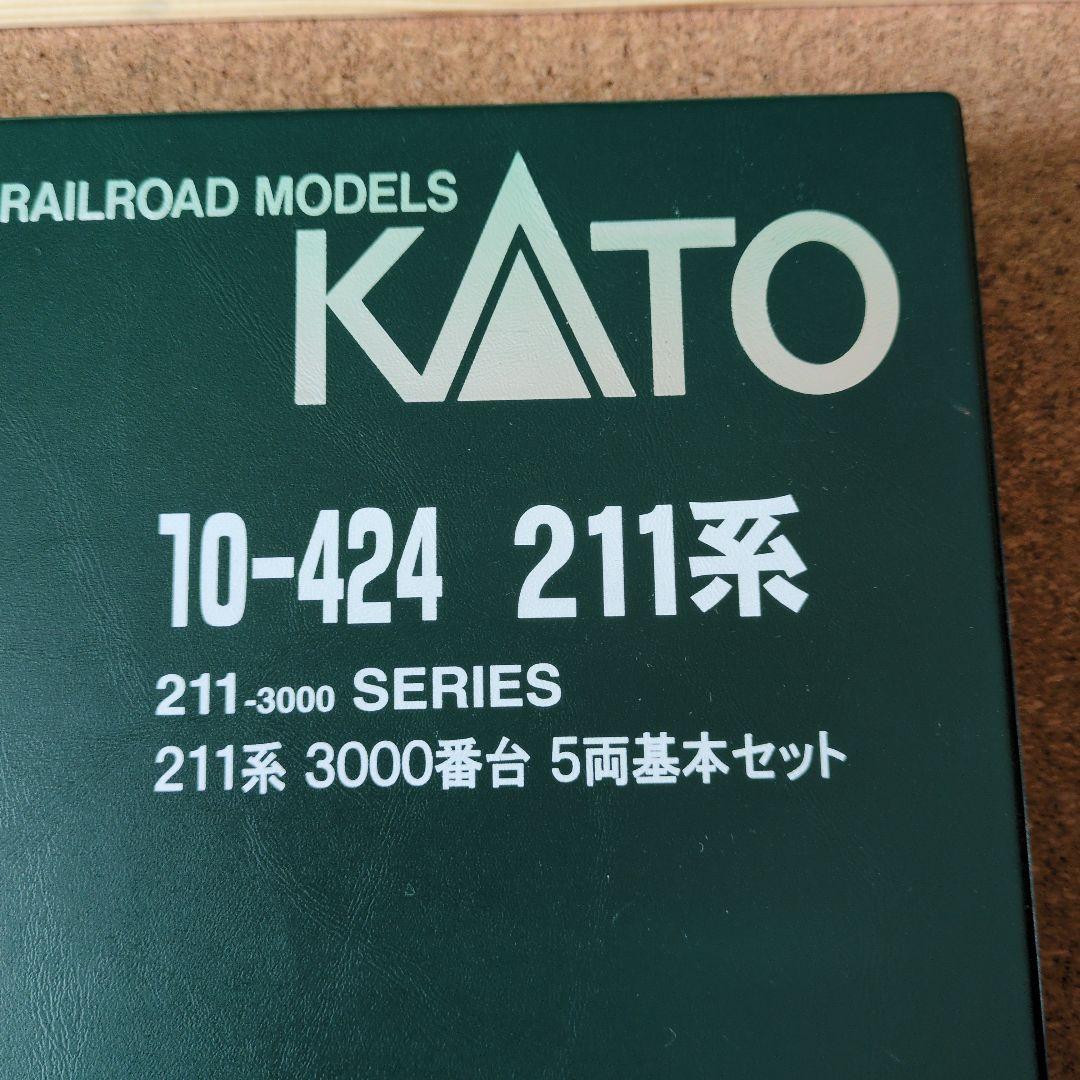 RAILROAD MODELS
KATO
10-424 211系
211-3000 SERIES
211系 3000番台 5両基本セット